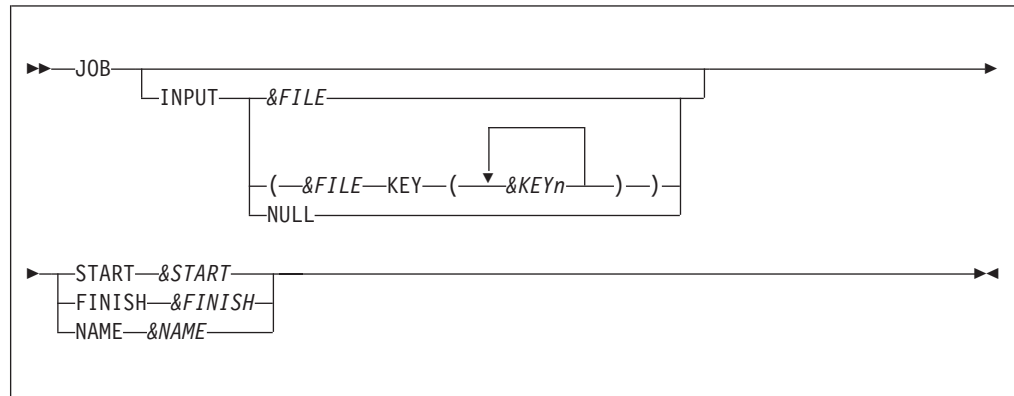 JOB
INPUT &FILE
( &FILE KEY ( &KEYn ) )
NULL
START &START
FINISH &FINISH
NAME &NAME